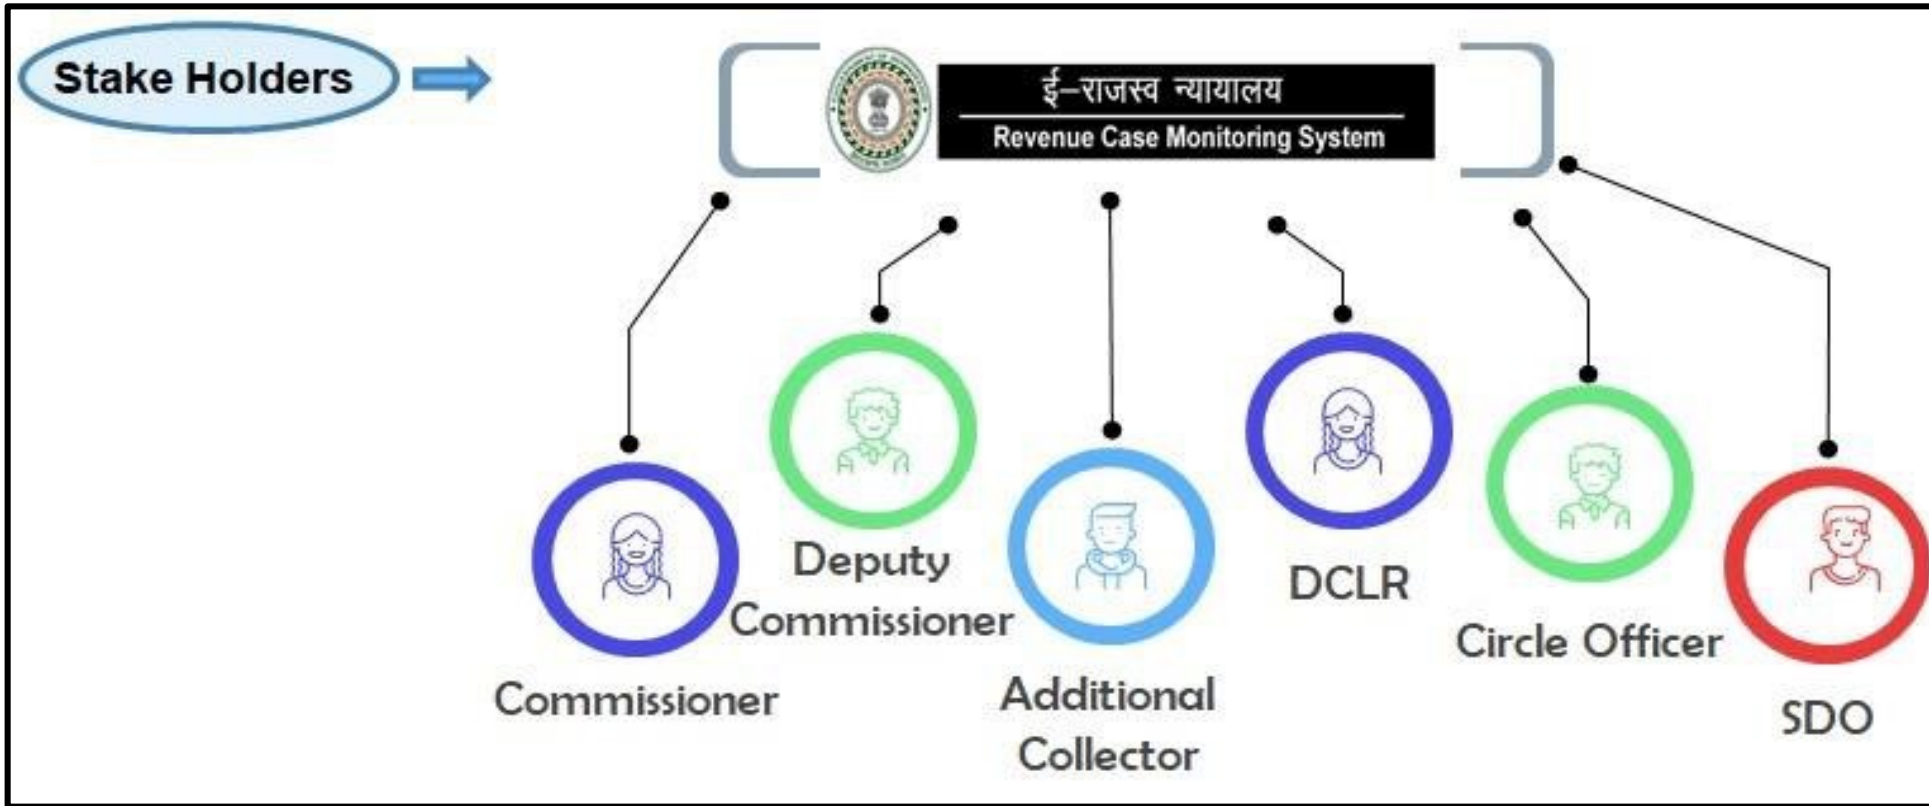 Stake Holders
ई–राजस्व न्यायालय
Revenue Case Monitoring System
Deputy
Commissioner
DCLR
Circle Officer
Commissioner
Additional
Collector
SDO